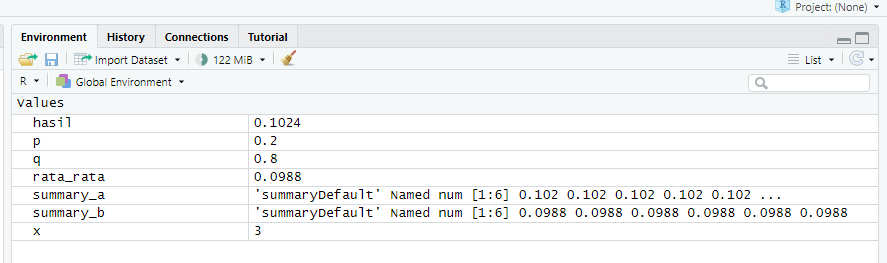 Project: (None)
Environment History Connections Tutorial
Import Dataset 122 MiB List
R Global Environment
Values
hasil 0.1024
p 0.2
q 0.8
rata_rata 0.0988
summary_a 'summaryDefault' Named num [1:6] 0.102 0.102 0.102 0.102 0.102 ...
summary_b 'summaryDefault' Named num [1:6] 0.0988 0.0988 0.0988 0.0988 0.0988 0.0988
x 3